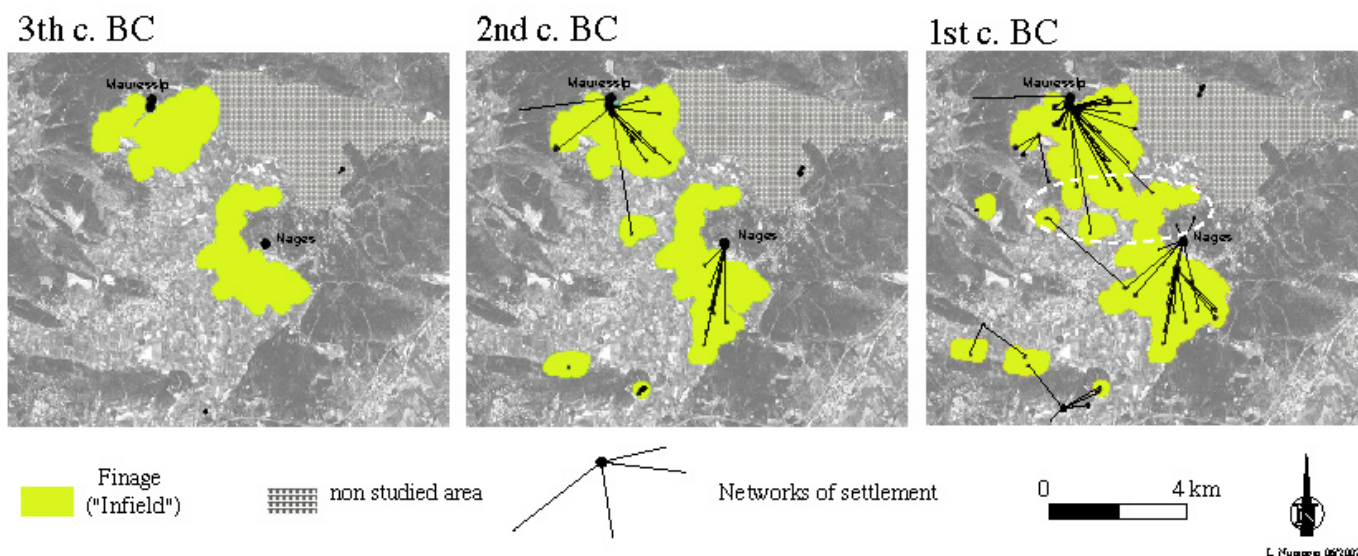 3th c. BC
2nd c. BC
1st c. BC
Mauressip
Nages
Mauressip
Nages
Mauressip
Nages
Finage
("Infield")
non studied area
Networks of settlement
0 4 km
N